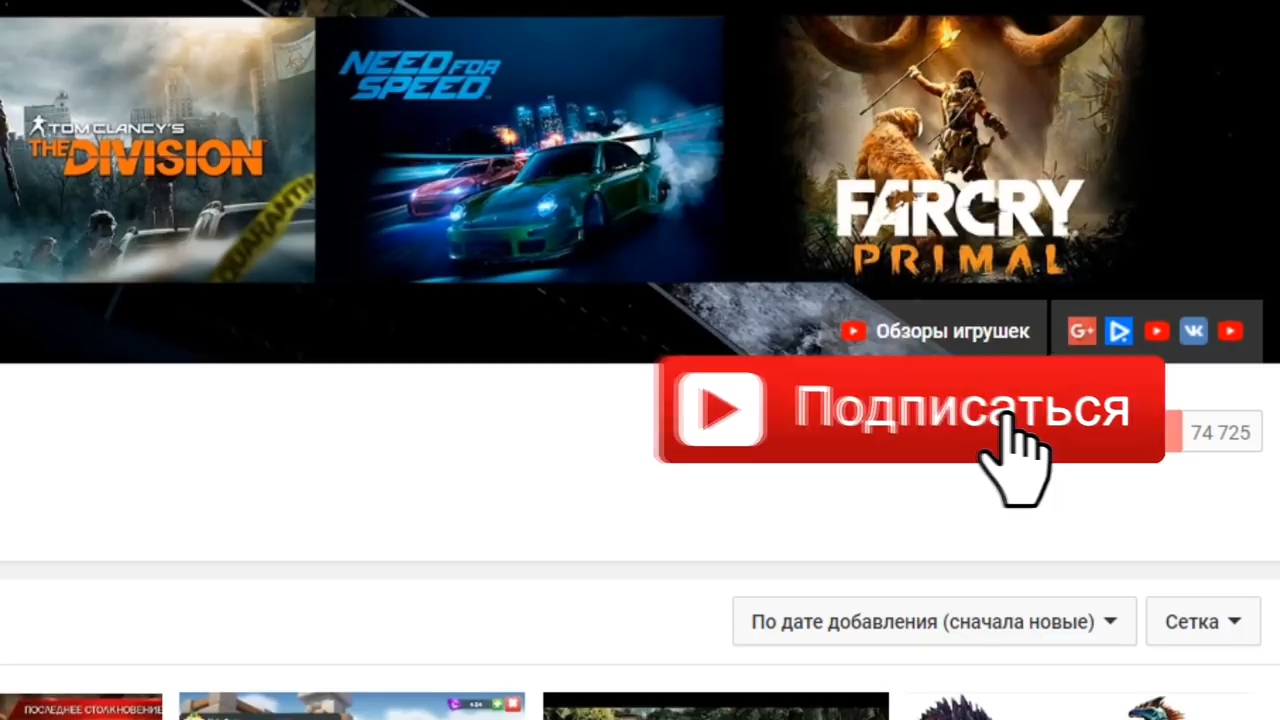 TOM CLANCY'S
THE DIVISION
QUARANTI
NEED FOR
SPEED
FARCRY
PRIMAL
Обзоры игрушек
G+
VK
Подписаться
74 725
По дате добавления (сначала новые)
Сетка
ПОСЛЕДНЕЕ СТОЛКНОВЕНИЕ